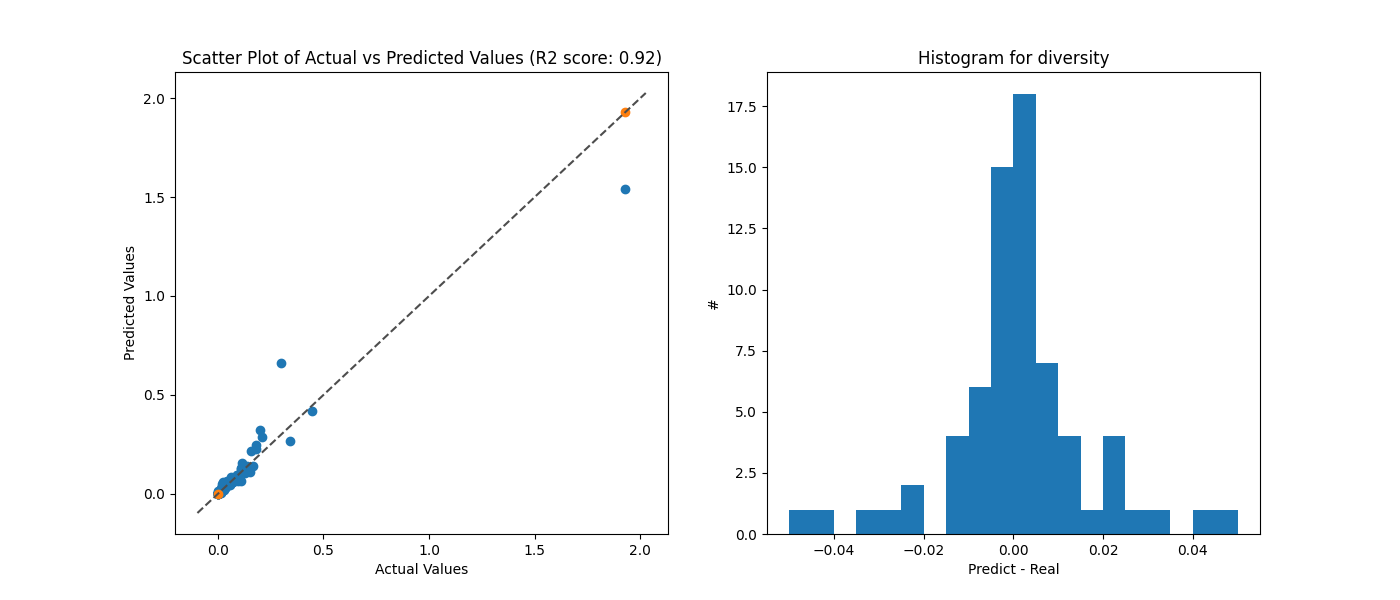 Scatter Plot of Actual vs Predicted Values (R2 score: 0.92)
2.0
1.5
1.0
0.5
0.0
Predicted Values
0.0 0.5 1.0 1.5 2.0
Actual Values
Histogram for diversity
17.5
15.0
12.5
10.0
7.5
5.0
2.5
0.0
#
−0.04 −0.02 0.00 0.02 0.04
Predict - Real